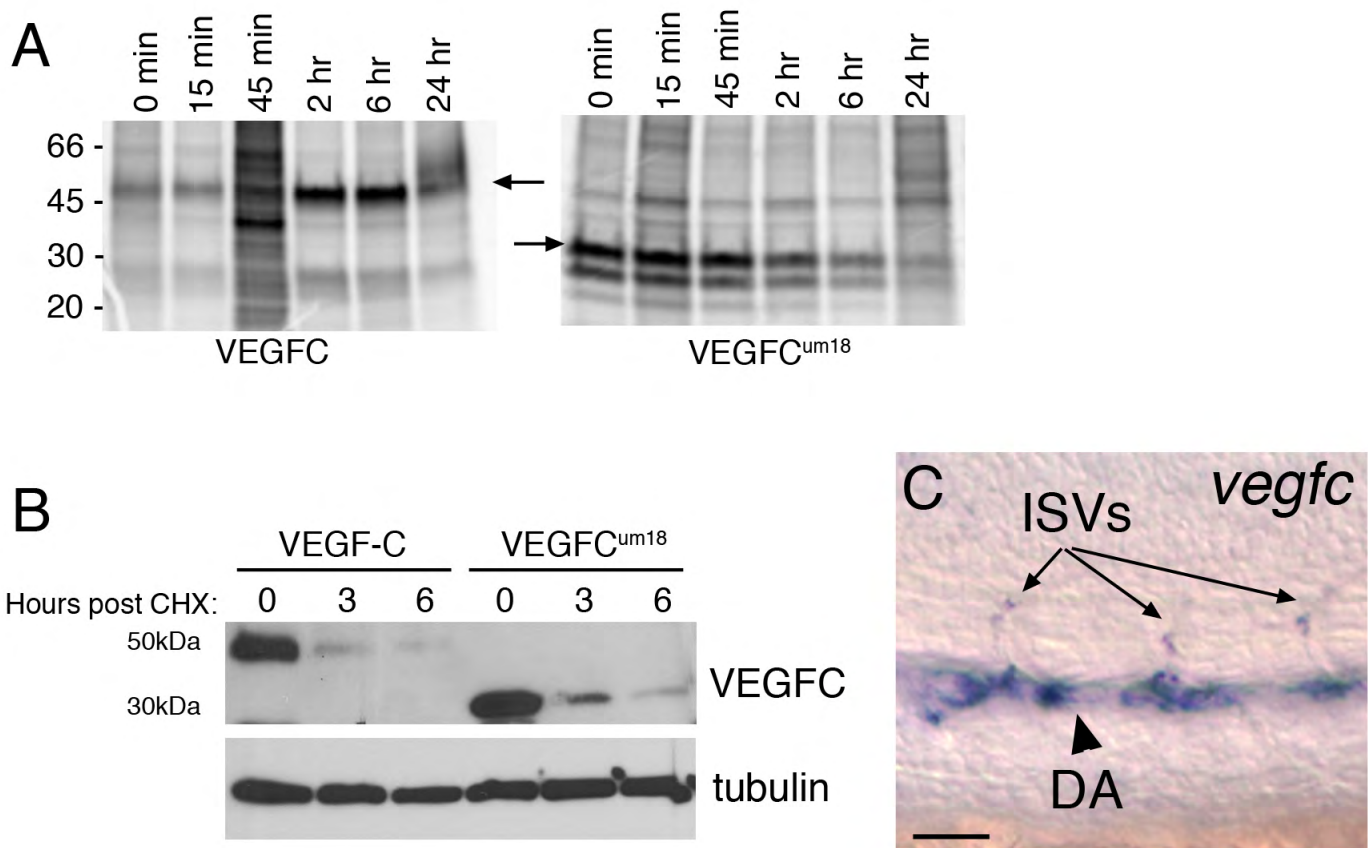 A
0 min 15 min 45 min 2 hr 6 hr 24 hr
0 min 15 min 45 min 2 hr 6 hr 24 hr
66 -
45 -
30 -
20 -
VEGFC
VEGFCum18
B
VEGF-C VEGFCum18
Hours post CHX: 0 3 6 0 3 6
50kDa
30kDa
VEGFC
tubulin
C
vegfc
ISVs
DA